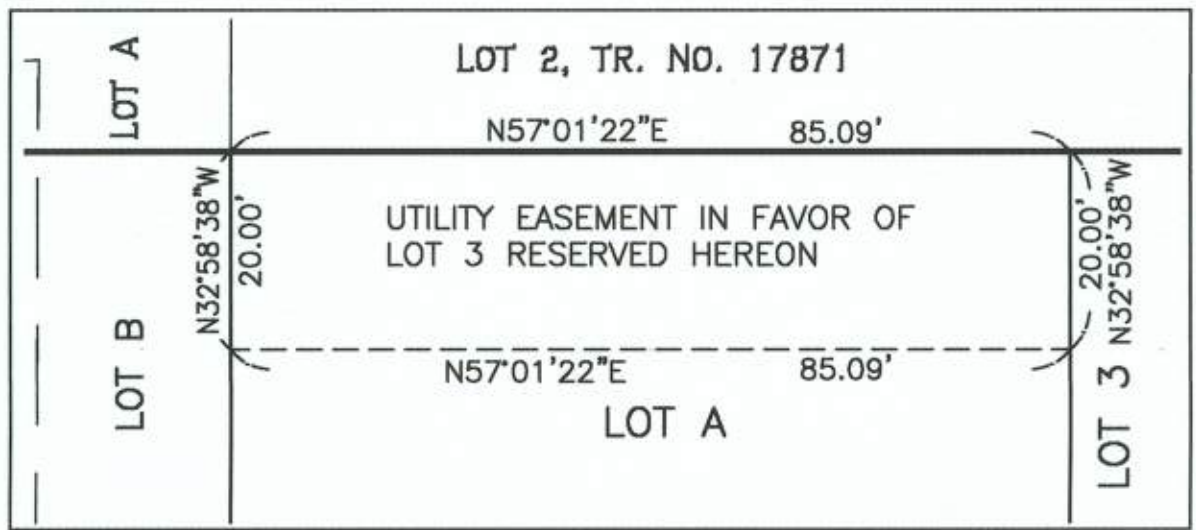 LOT A
LOT 2, TR. NO. 17871
N57°01'22"E 85.09'
N32°58'38"W
20.00'
UTILITY EASEMENT IN FAVOR OF
LOT 3 RESERVED HEREON
20.00'
N32°58'38"W
N57°01'22"E 85.09'
LOT B
LOT A
LOT 3